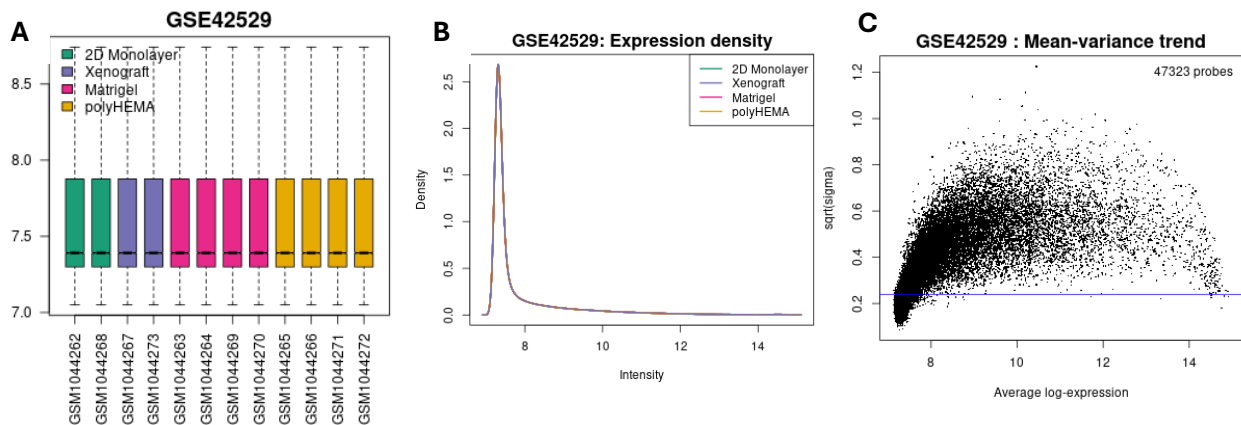 A
GSE42529
2D Monolayer
Xenograft
Matrigel
polyHEMA
8.5
8.0
7.5
7.0
GSM1044262
GSM1044268
GSM1044267
GSM1044273
GSM1044263
GSM1044264
GSM1044269
GSM1044270
GSM1044265
GSM1044266
GSM1044271
GSM1044272
B
GSE42529: Expression density
2D Monolayer
Xenograft
Matrigel
polyHEMA
Density
2.5
2.0
1.5
1.0
0.5
0.0
8
10
12
14
Intensity
C
GSE42529 : Mean-variance trend
47323 probes
sqrt(sigma)
1.2
1.0
0.8
0.6
0.4
0.2
8
10
12
14
Average log-expression